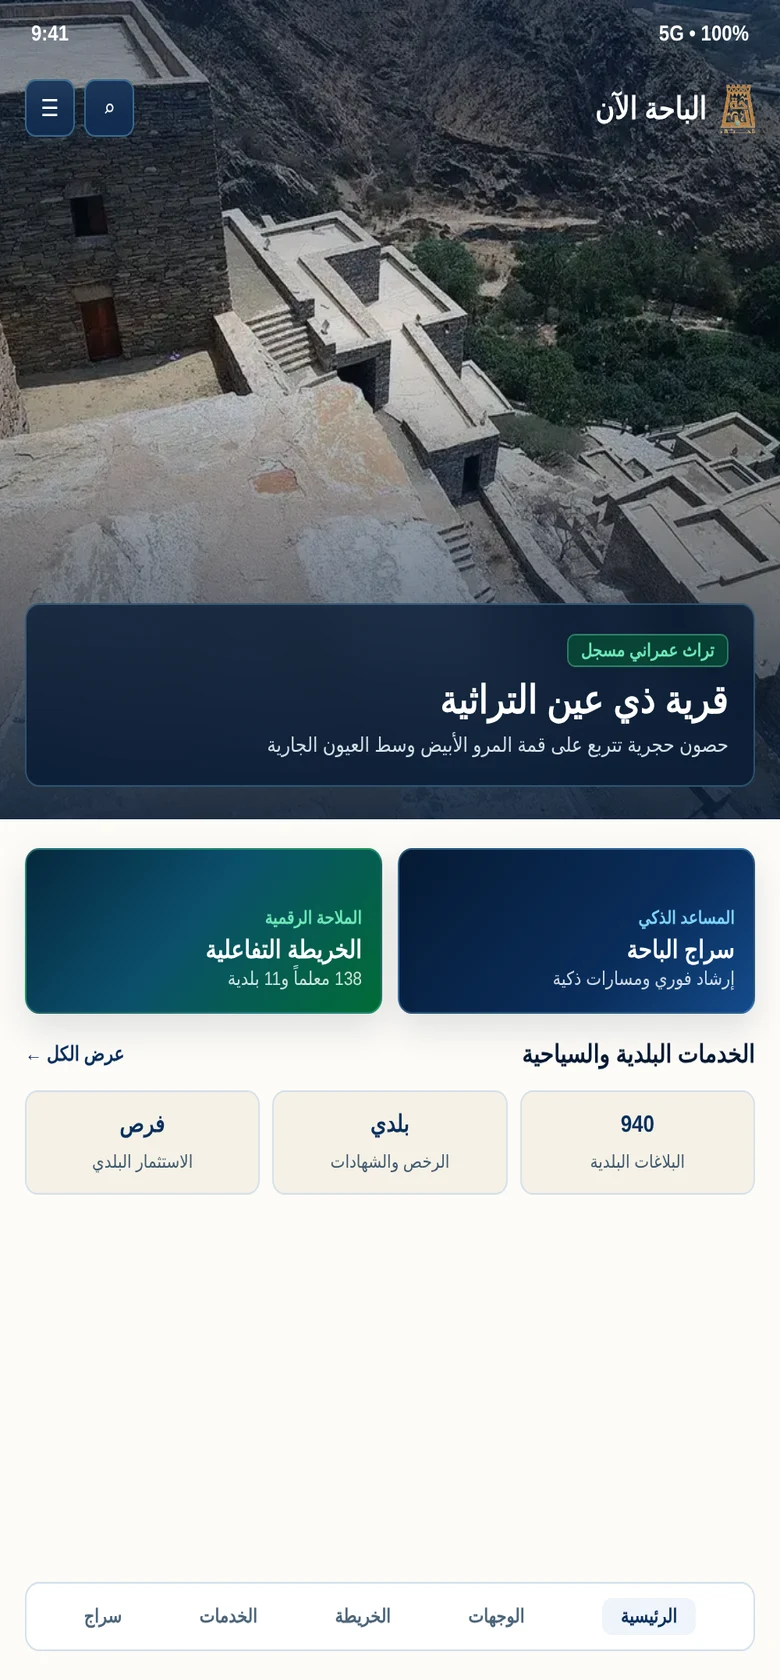 9:41
5G • 100%
الباحة الآن
تراث عمراني مسجل
قرية ذي عين التراثية
حصون حجرية تتربع على قمة المرو الأبيض وسط العيون الجارية
المساعد الذكي
سراج الباحة
إرشاد فوري ومسارات ذكية
الملاحة الرقمية
الخريطة التفاعلية
138 معلماً و11 بلدية
الخدمات البلدية والسياحية
عرض الكل ←
940
البلاغات البلدية
بلدي
الرخص والشهادات
فرص
الاستثمار البلدي
الرئيسية
الوجهات
الخريطة
الخدمات
سراج